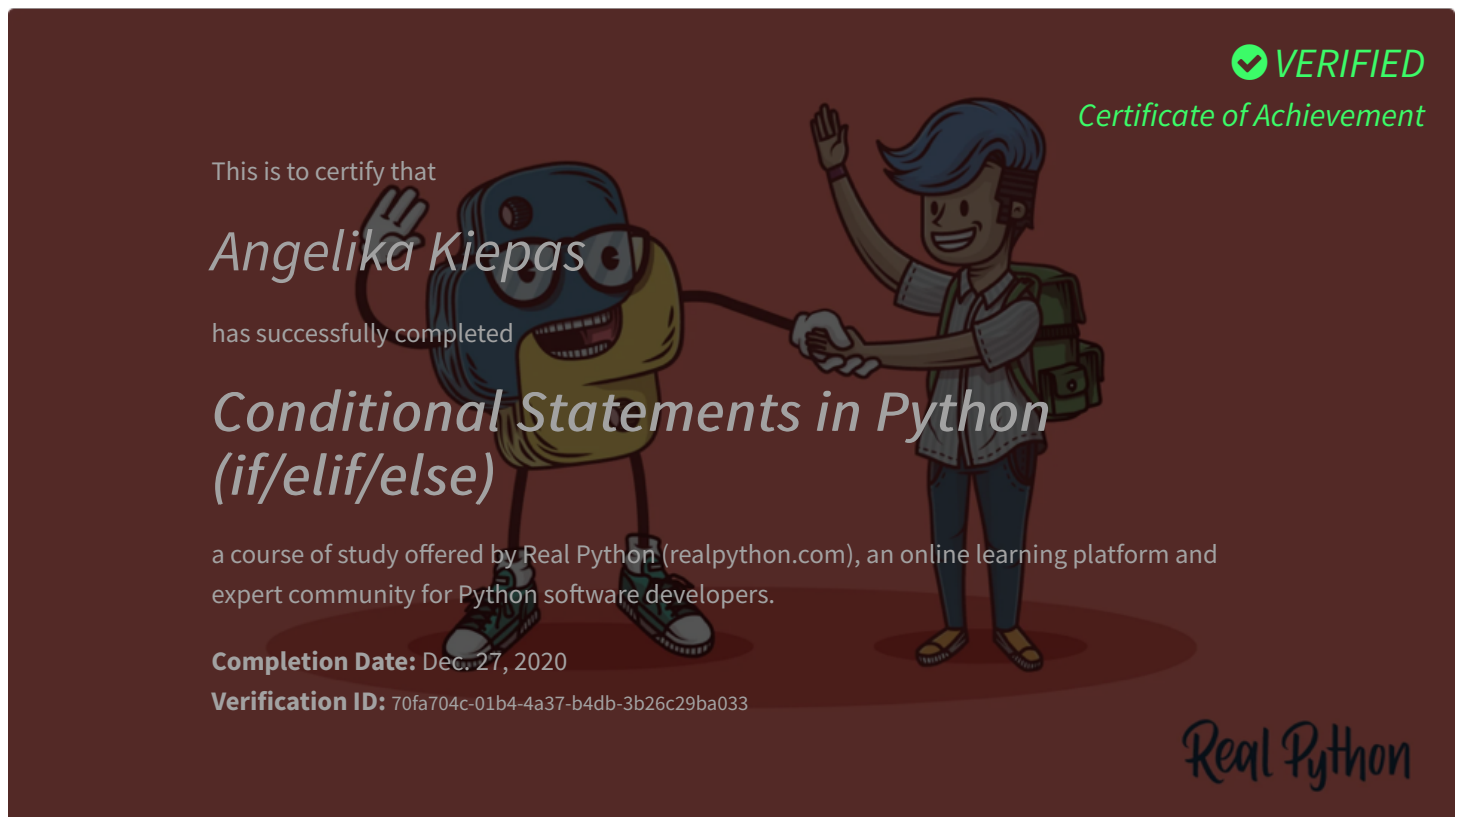 VERIFIED
Certificate of Achievement
This is to certify that
Angelika Kiepas
has successfully completed
Conditional Statements in Python
(if/elif/else)
a course of study offered by Real Python (realpython.com), an online learning platform and
expert community for Python software developers.
Completion Date: Dec. 27, 2020
Verification ID: 70fa704c-01b4-4a37-b4db-3b26c29ba033
Real Python